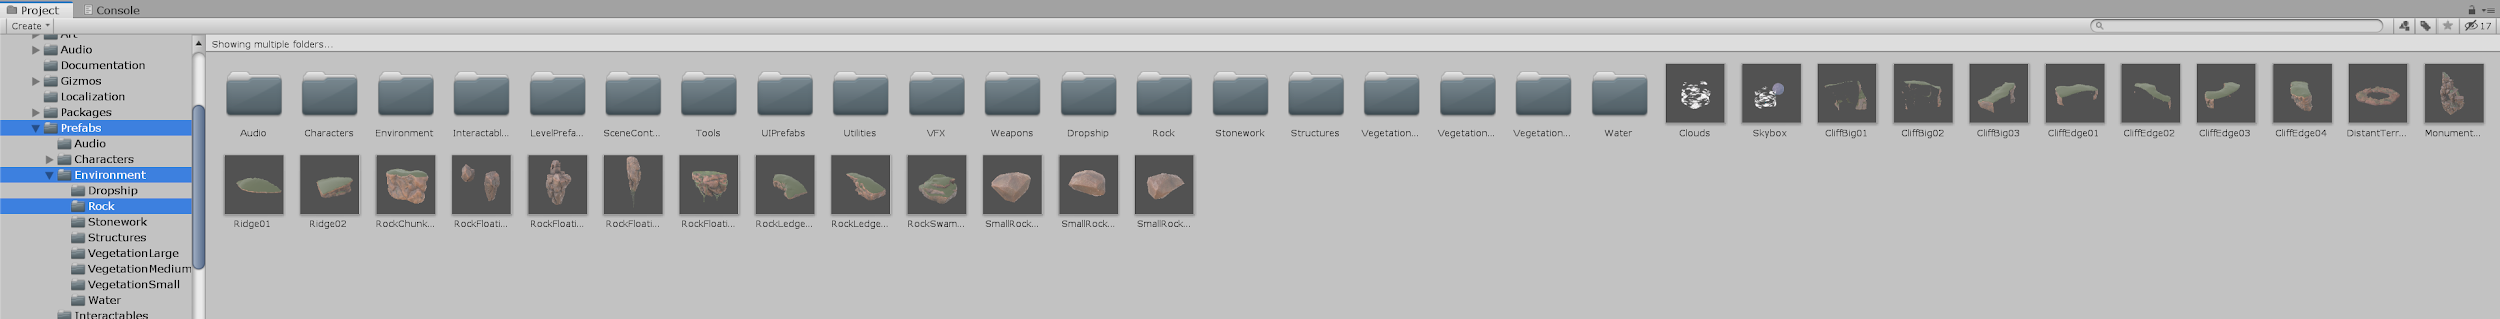 Project Console
Create 17
Showing multiple folders...
Art
Audio
Documentation
Gizmos
Localization
Packages
Prefabs
Audio
Characters
Environment
Dropship
Rock
Stonework
Structures
VegetationLarge
VegetationMedium
VegetationSmall
Water
Interactables
Audio Characters Environment Interactabl... LevelPrefa... SceneCont... Tools UIPrefabs Utilities VFX Weapons Dropship Rock Stonework Structures Vegetation... Vegetation... Vegetation... Water Clouds Skybox CliffBig01 CliffBig02 CliffBig03 CliffEdge01 CliffEdge02 CliffEdge03 CliffEdge04 DistantTerr... Monument...
Ridge01 Ridge02 RockChunk... RockFloati... RockFloati... RockFloati... RockFloati... RockLedge... RockLedge... RockSwam... SmallRock... SmallRock... SmallRock...